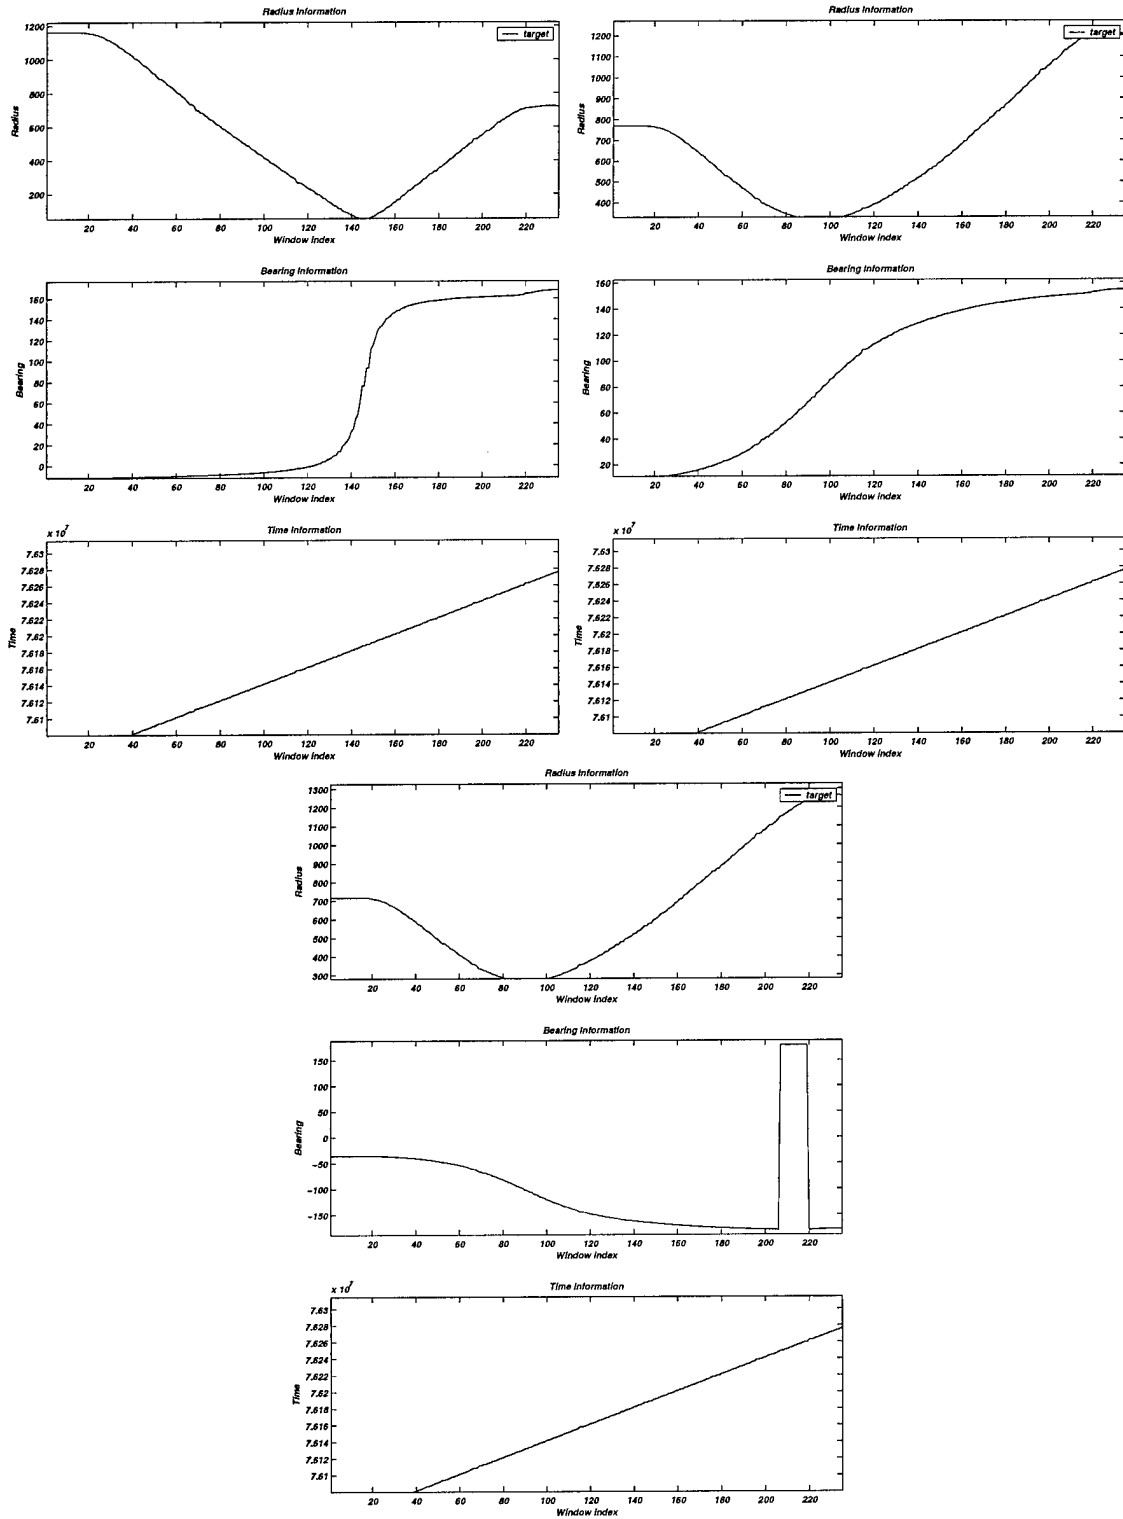 Radius Information
1200
1000
800
600
400
200
Radius
target
20 40 60 80 100 120 140 160 180 200 220
Window Index
Bearing Information
160
140
120
100
80
60
40
20
0
Bearing
20 40 60 80 100 120 140 160 180 200 220
Window Index
x 10^7
Time Information
7.63
7.628
7.626
7.624
7.622
7.62
7.618
7.616
7.614
7.612
7.61
Time
20 40 60 80 100 120 140 160 180 200 220
Window Index
Radius Information
1200
1100
1000
900
800
700
600
500
400
Radius
target
20 40 60 80 100 120 140 160 180 200 220
Window Index
Bearing Information
160
140
120
100
80
60
40
20
Bearing
20 40 60 80 100 120 140 160 180 200 220
Window Index
x 10^7
Time Information
7.63
7.628
7.626
7.624
7.622
7.62
7.618
7.616
7.614
7.612
7.61
Time
20 40 60 80 100 120 140 160 180 200 220
Window Index
Radius Information
1300
1200
1100
1000
900
800
700
600
500
400
300
Radius
target
20 40 60 80 100 120 140 160 180 200 220
Window Index
Bearing Information
150
100
50
0
-50
-100
-150
Bearing
20 40 60 80 100 120 140 160 180 200 220
Window Index
x 10^7
Time Information
7.63
7.628
7.626
7.624
7.622
7.62
7.618
7.616
7.614
7.612
7.61
Time
20 40 60 80 100 120 140 160 180 200 220
Window Index